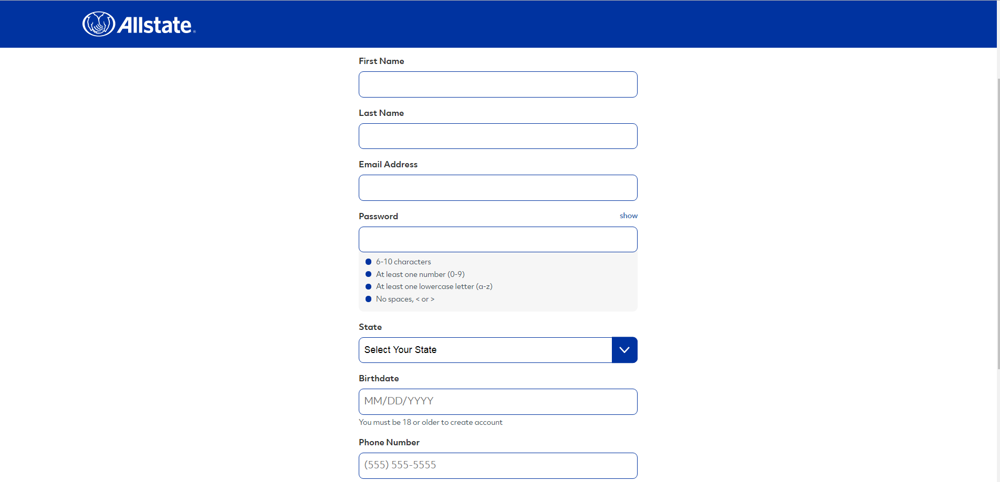 Allstate®
First Name
Last Name
Email Address
Password show
6-10 characters
At least one number (0-9)
At least one lowercase letter (a-z)
No spaces, < or >
State
Select Your State
Birthdate
MM/DD/YYYY
You must be 18 or older to create account
Phone Number
(555) 555-5555